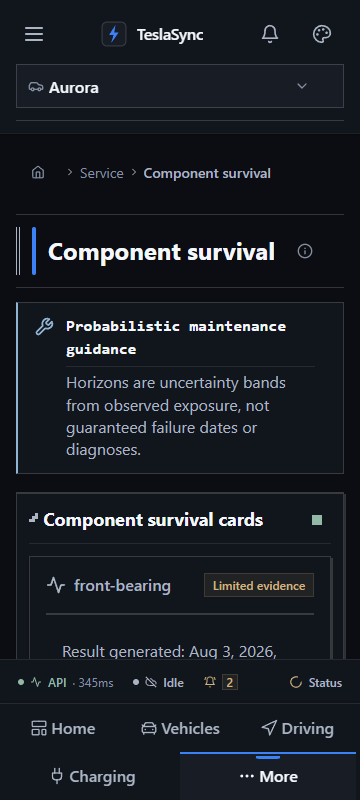 TeslaSync
Aurora
Service
Component survival
Component survival
Probabilistic maintenance
guidance
Horizons are uncertainty bands
from observed exposure, not
guaranteed failure dates or
diagnoses.
Component survival cards
front-bearing
Limited evidence
Result generated: Aug 3, 2026,
API · 345ms
Idle
2
Status
Home
Vehicles
Driving
Charging
More